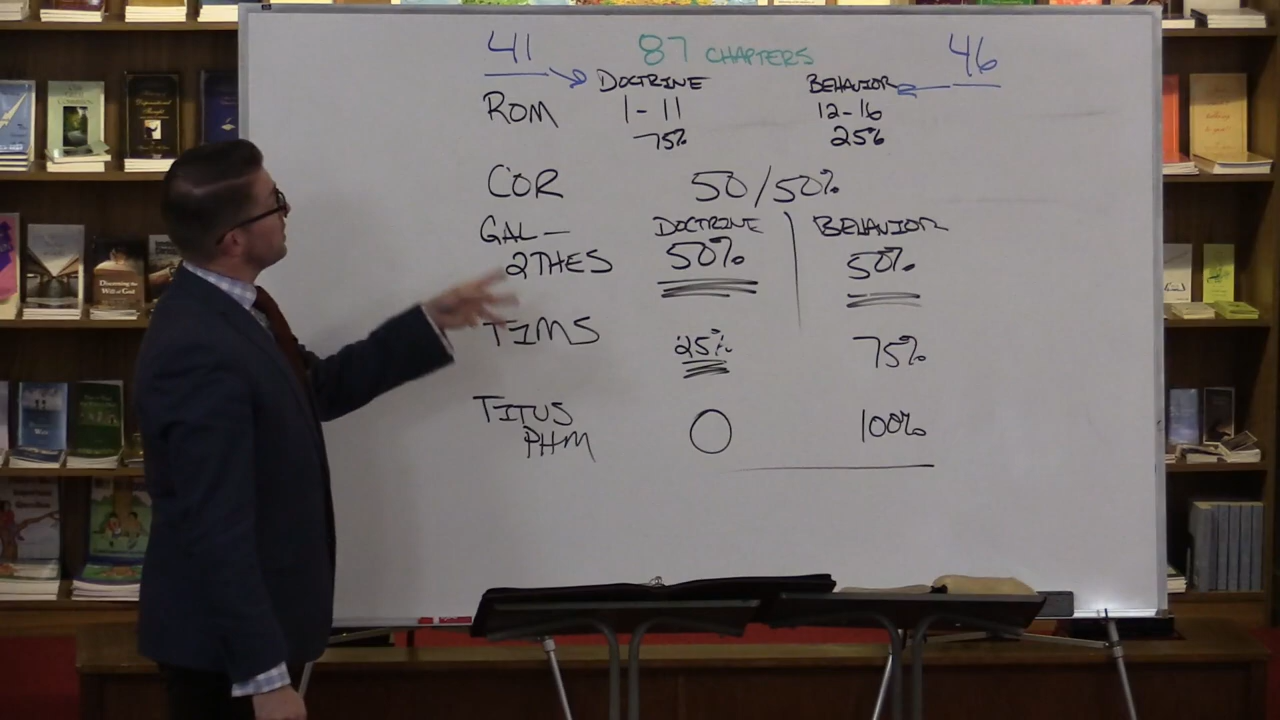 41 87 CHAPTERS 46
DOCTRINE BEHAVIOR
ROM 1-11 12-16
75% 25%
COR 50/50%
GAL- DOCTRINE BEHAVIOR
2THES 50% 50%
TIMS 25% 75%
TITUS 0 100%
PHM